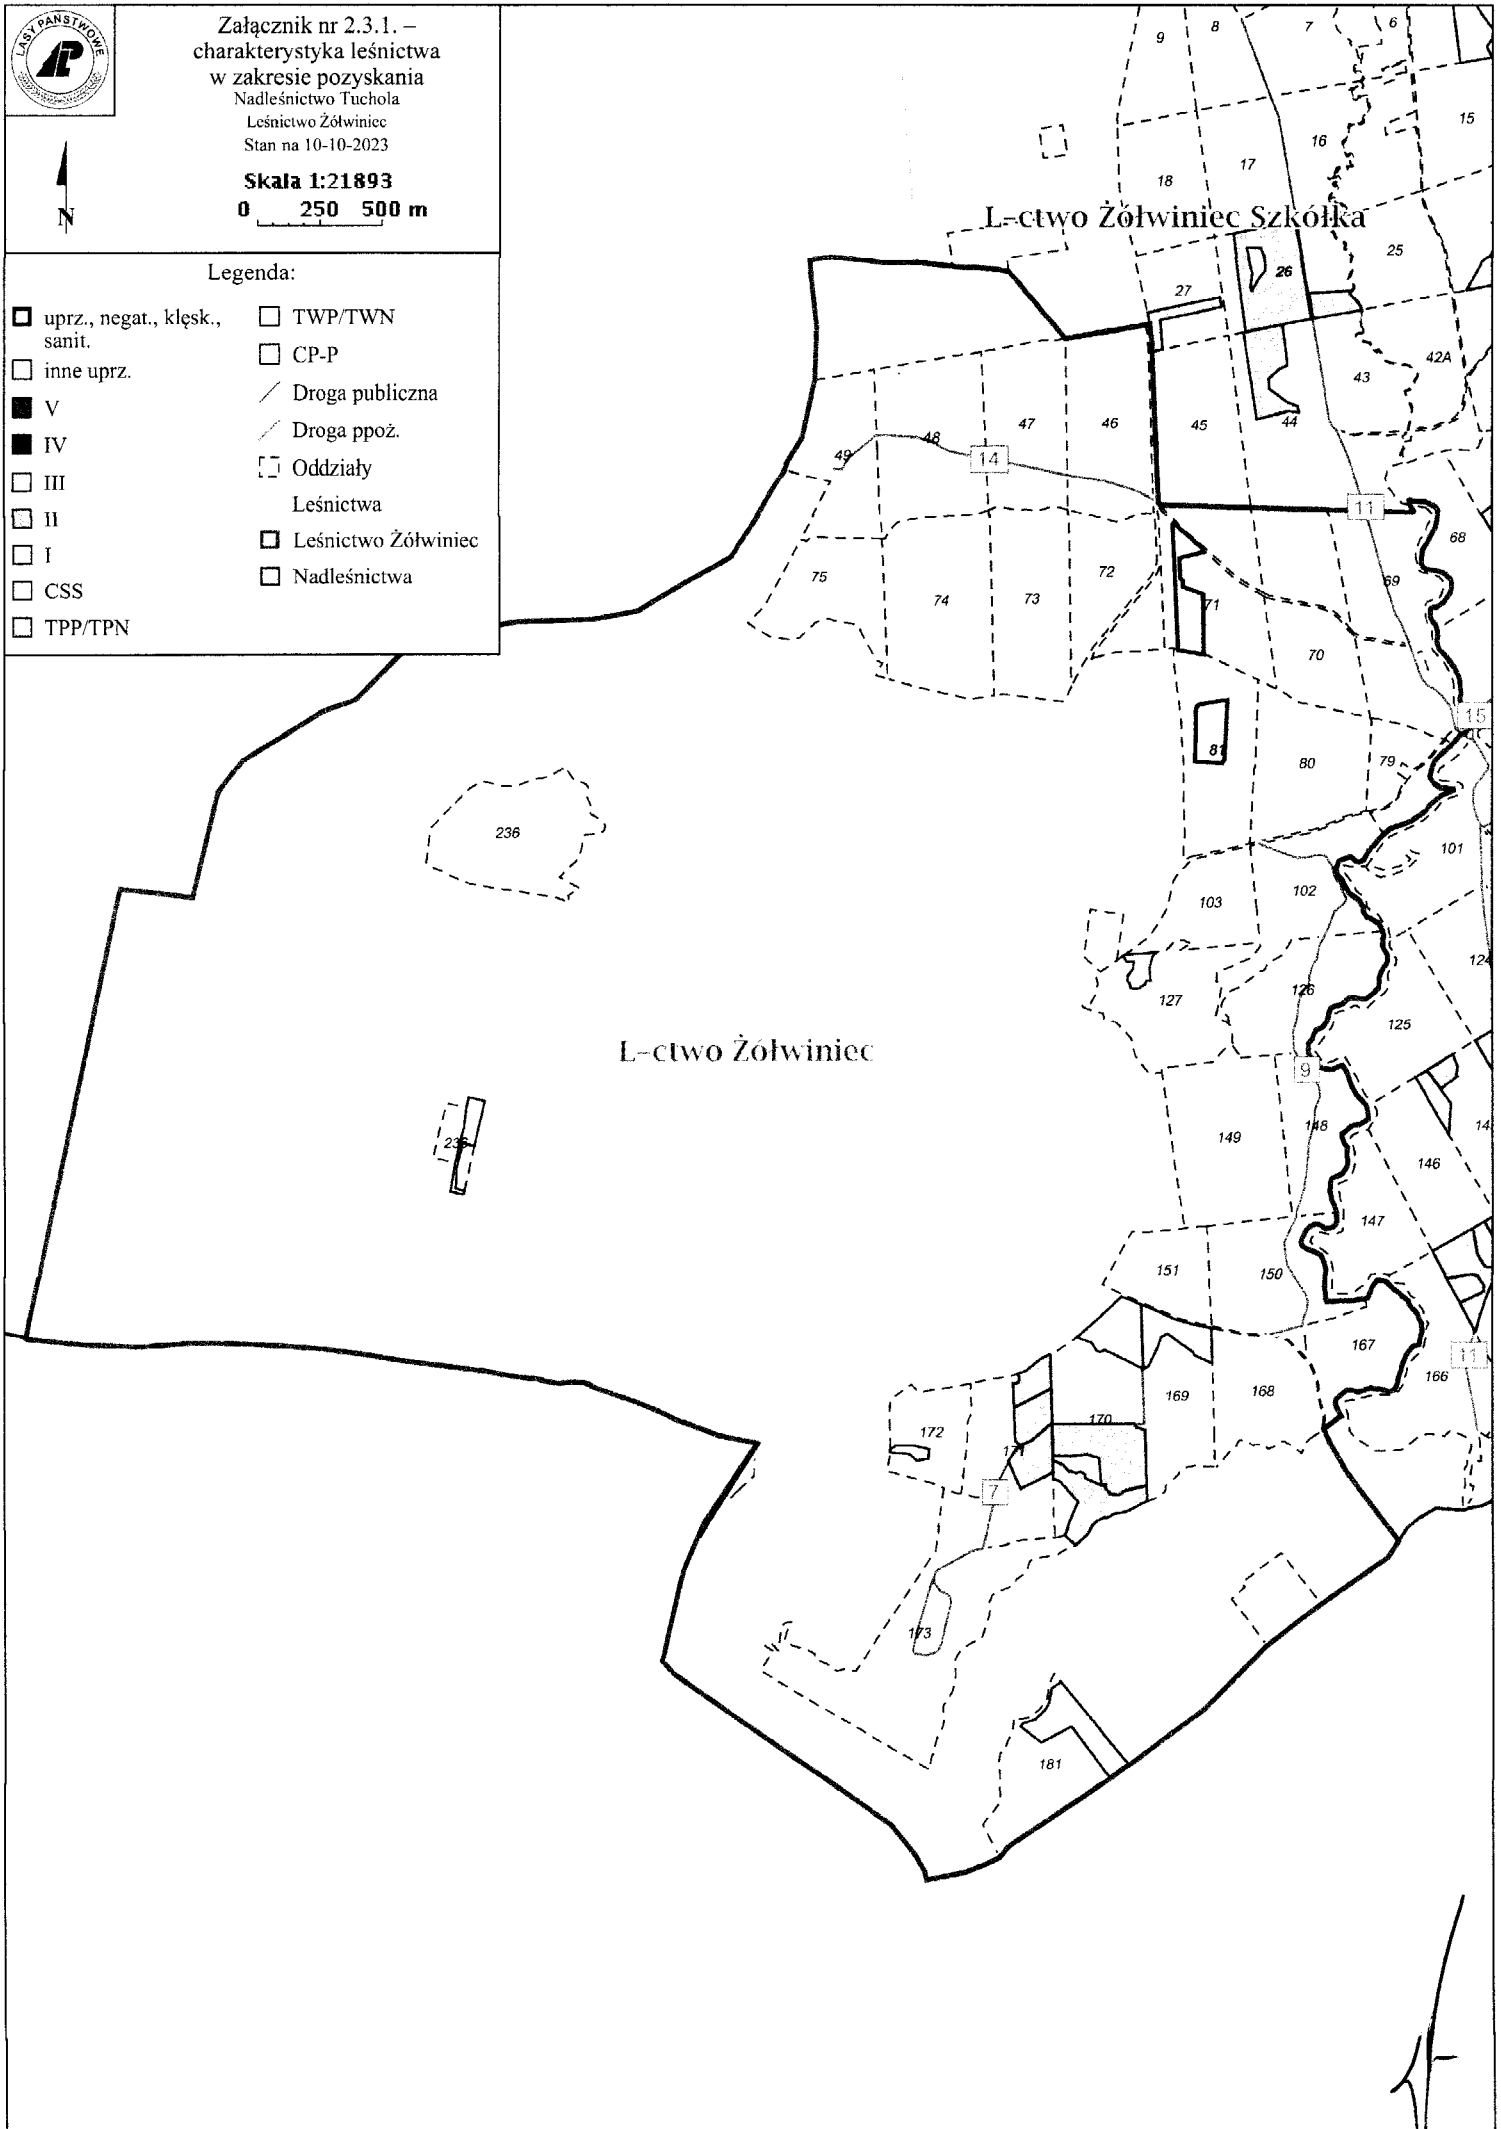 LASY PAŃSTWOWE
Załącznik nr 2.3.1. –
charakterystyka leśnictwa
w zakresie pozyskania
Nadleśnictwo Tuchola
Leśnictwo Żółwiniec
Stan na 10-10-2023
Skala 1:21893
0 250 500 m
N
Legenda:
uprz., negat., klęsk.,
sanit.
inne uprz.
V
IV
III
II
I
CSS
TPP/TPN
TWP/TWN
CP-P
Droga publiczna
Droga ppoż.
Oddziały
Leśnictwa
Leśnictwo Żółwiniec
Nadleśnictwa
9 8 7 6
15
16
17
18
L-ctwo Żółwiniec Szkółka
25
26
27
42A
43
44
45
46
47
48
49
14
11
68
69
75
74
73
72
71
70
15
81
80
79
236
101
103
102
124
127
126
125
L-ctwo Żółwiniec
9
149
148
146
147
151
150
167
11
166
168
169
170
172
171
7
173
181